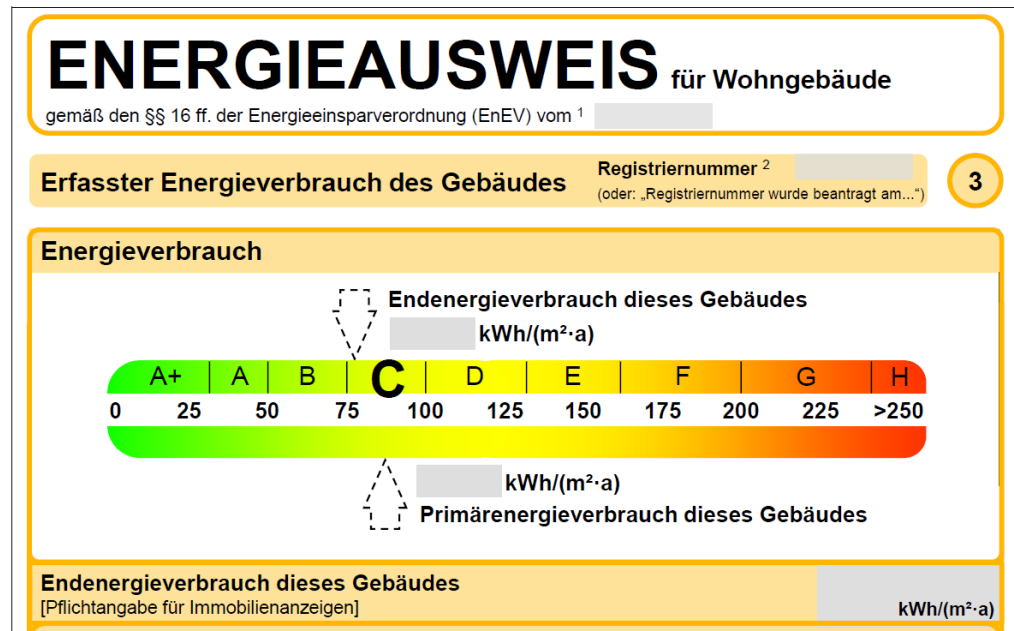 ENERGIEAUSWEIS für Wohngebäude
gemäß den §§ 16 ff. der Energieeinsparverordnung (EnEV) vom ¹
Erfasster Energieverbrauch des Gebäudes
Registriernummer ²
(oder: „Registriernummer wurde beantragt am...“)
3
Energieverbrauch
Endenergieverbrauch dieses Gebäudes
kWh/(m²·a)
A+ A B C D E F G H
0 25 50 75 100 125 150 175 200 225 >250
kWh/(m²·a)
Primärenergieverbrauch dieses Gebäudes
Endenergieverbrauch dieses Gebäudes
[Pflichtangabe für Immobilienanzeigen]
kWh/(m²·a)